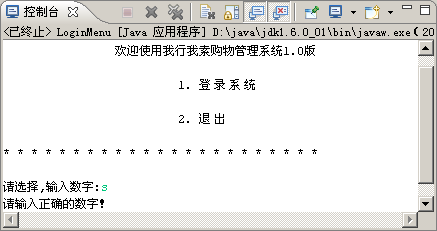 控制台
<已终止> LoginMenu [Java 应用程序] D:\java\jdk1.6.0_01\bin\javaw.exe( 20
欢迎使用我行我素购物管理系统1.0版
1. 登 录 系 统
2. 退 出
* * * * * * * * * * * * * * * * * * * * * *
请选择,输入数字:s
请输入正确的数字!